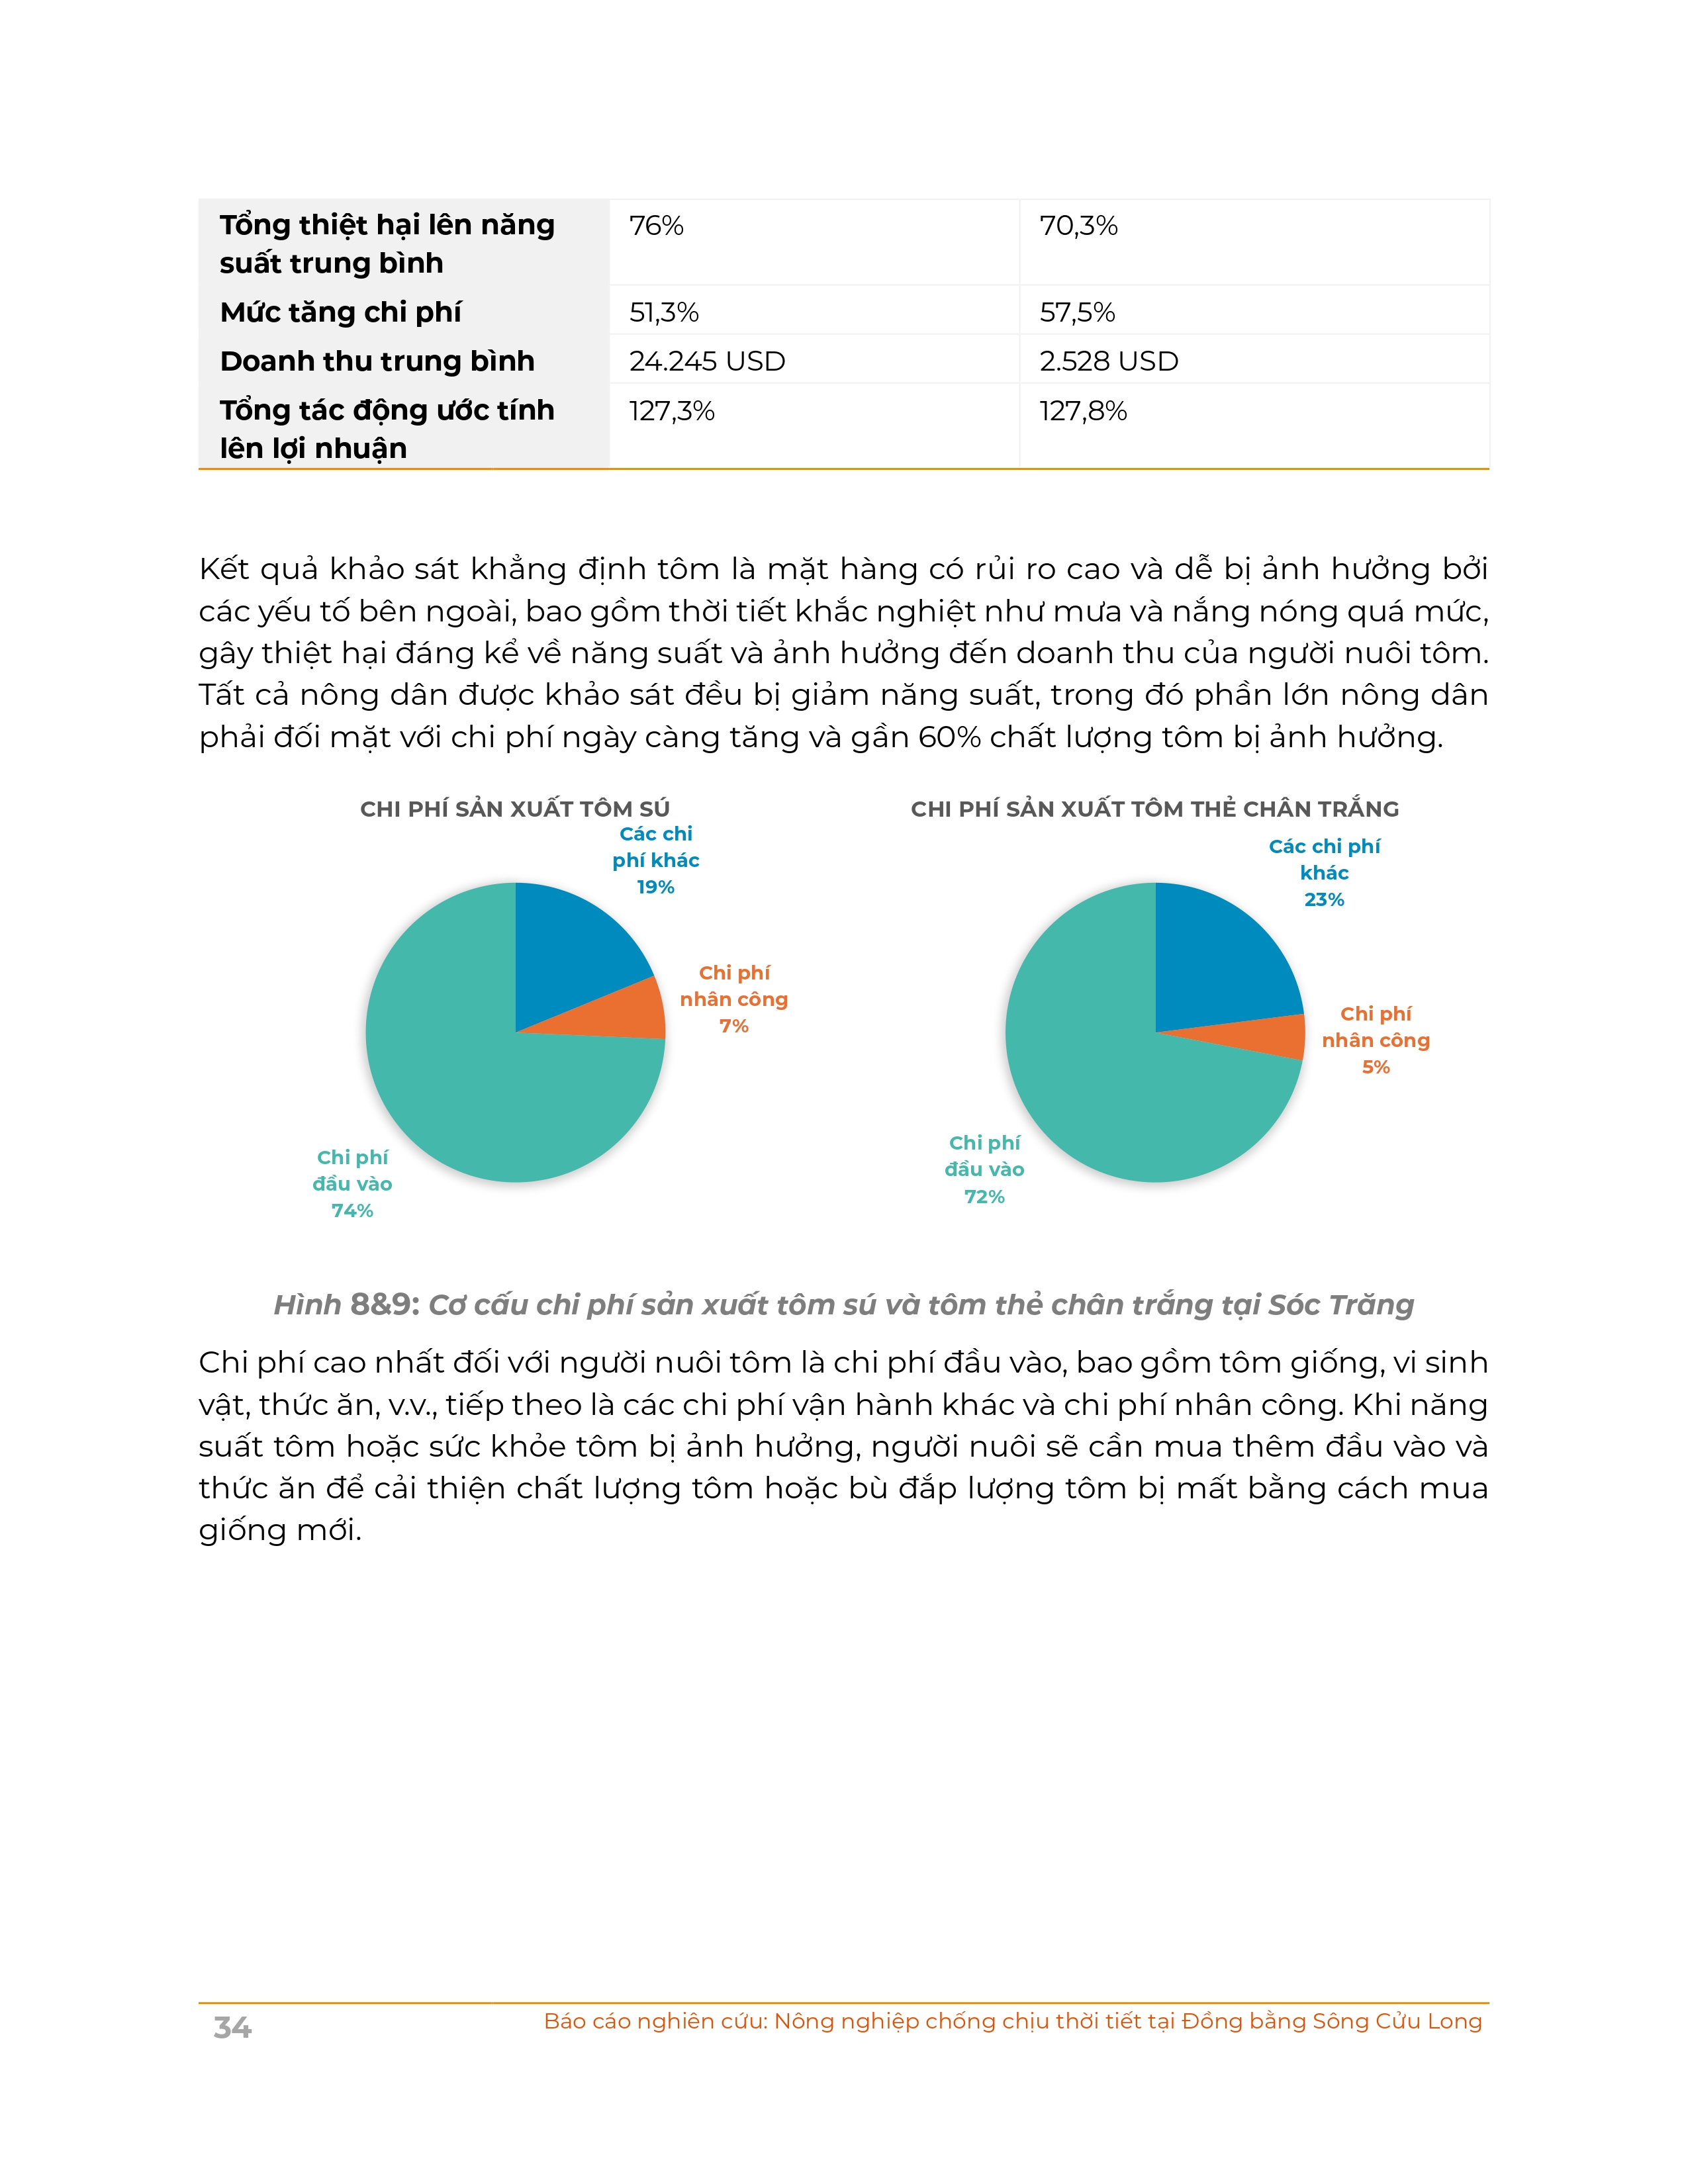 Tổng thiệt hại lên năng
suất trung bình
76%
70,3%
Mức tăng chi phí
51,3%
57,5%
Doanh thu trung bình
24.245 USD
2.528 USD
Tổng tác động ước tính
lên lợi nhuận
127,3%
127,8%
Kết quả khảo sát khẳng định tôm là mặt hàng có rủi ro cao và dễ bị ảnh hưởng bởi
các yếu tố bên ngoài, bao gồm thời tiết khắc nghiệt như mưa và nắng nóng quá mức,
gây thiệt hại đáng kể về năng suất và ảnh hưởng đến doanh thu của người nuôi tôm.
Tất cả nông dân được khảo sát đều bị giảm năng suất, trong đó phần lớn nông dân
phải đối mặt với chi phí ngày càng tăng và gần 60% chất lượng tôm bị ảnh hưởng.
CHI PHÍ SẢN XUẤT TÔM SÚ
Các chi
phí khác
19%
Chi phí
nhân công
7%
Chi phí
đầu vào
74%
CHI PHÍ SẢN XUẤT TÔM THẺ CHÂN TRẮNG
Các chi phí
khác
23%
Chi phí
nhân công
5%
Chi phí
đầu vào
72%
Hình 8&9: Cơ cấu chi phí sản xuất tôm sú và tôm thẻ chân trắng tại Sóc Trăng
Chi phí cao nhất đối với người nuôi tôm là chi phí đầu vào, bao gồm tôm giống, vi sinh
vật, thức ăn, v.v., tiếp theo là các chi phí vận hành khác và chi phí nhân công. Khi năng
suất tôm hoặc sức khỏe tôm bị ảnh hưởng, người nuôi sẽ cần mua thêm đầu vào và
thức ăn để cải thiện chất lượng tôm hoặc bù đắp lượng tôm bị mất bằng cách mua
giống mới.
34
Báo cáo nghiên cứu: Nông nghiệp chống chịu thời tiết tại Đồng bằng Sông Cửu Long